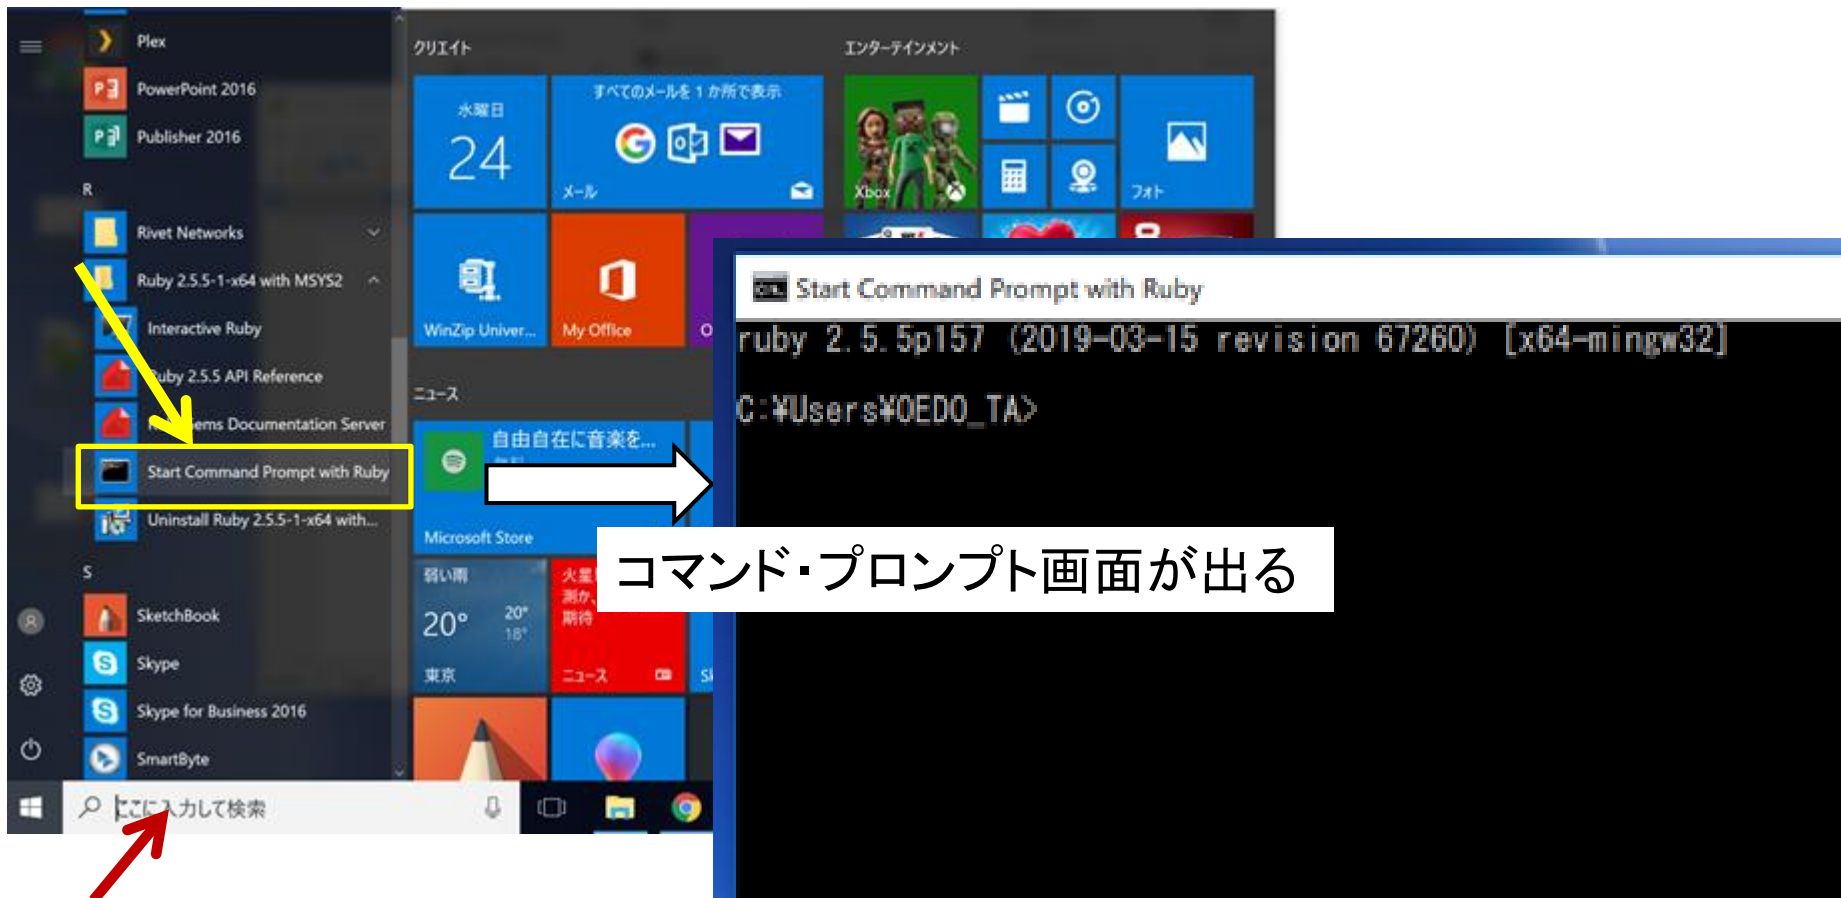 Plex
PowerPoint 2016
Publisher 2016
R
Rivet Networks
Ruby 2.5.5-1-x64 with MSYS2
Interactive Ruby
Ruby 2.5.5 API Reference
ems Documentation Server
Start Command Prompt with Ruby
Uninstall Ruby 2.5.5-1-x64 with...
S
SketchBook
Skype
Skype for Business 2016
SmartByte
ここに入力して検索
クリエイト
水曜日
24
すべてのメールを 1 か所で表示
メール
WinZip Univer...
My Office
O
ニュース
自由自在に音楽を...
Microsoft Store
弱い雨
20°
20°
18°
東京
火星
測か、
期待
ニュース
エンターテインメント
Xbox
フォト
Start Command Prompt with Ruby
ruby 2.5.5p157 (2019-03-15 revision 67260) [x64-mingw32]
C:¥Users¥OEDO_TA>
コマンド・プロンプト画面が出る